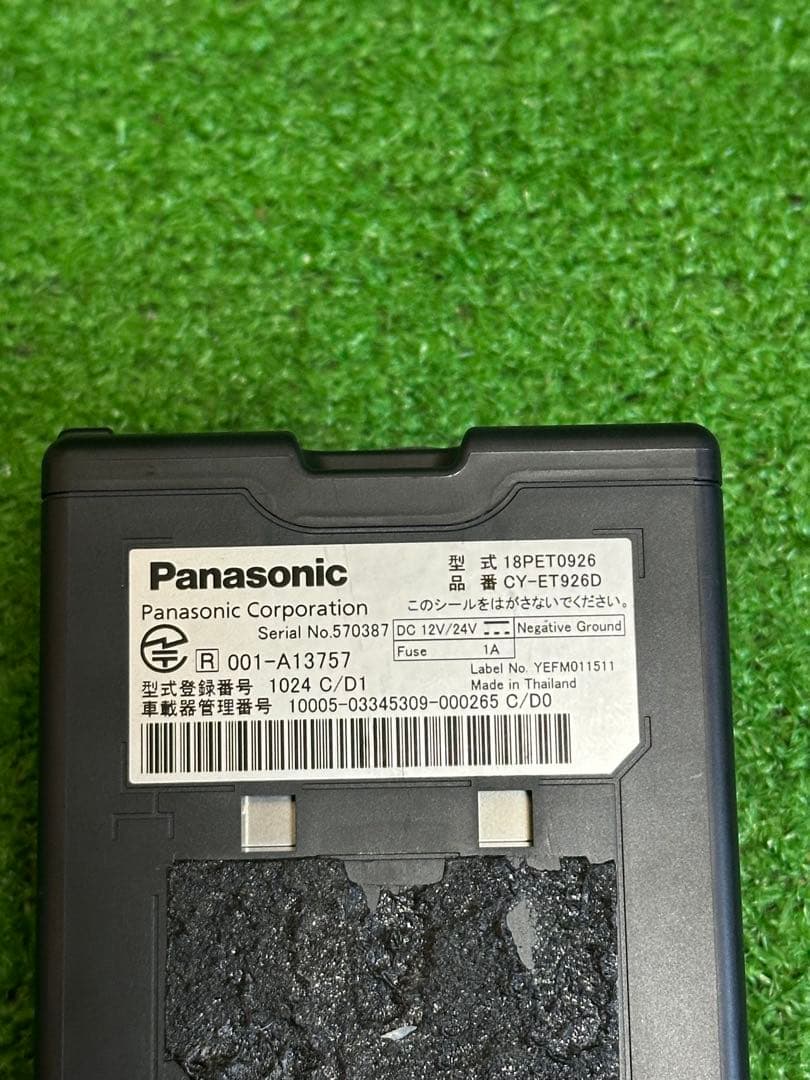 Panasonic
型 式 18PET0926
品 番 CY-ET926D
Panasonic Corporation
このシールをはがさないでください。
Serial No.570387
DC 12V/24V
Negative Ground
Fuse 1A
R 001-A13757
Label No. YEFM011511
Made in Thailand
型式登録番号 1024 C/D1
車載器管理番号 10005-03345309-000265 C/D0